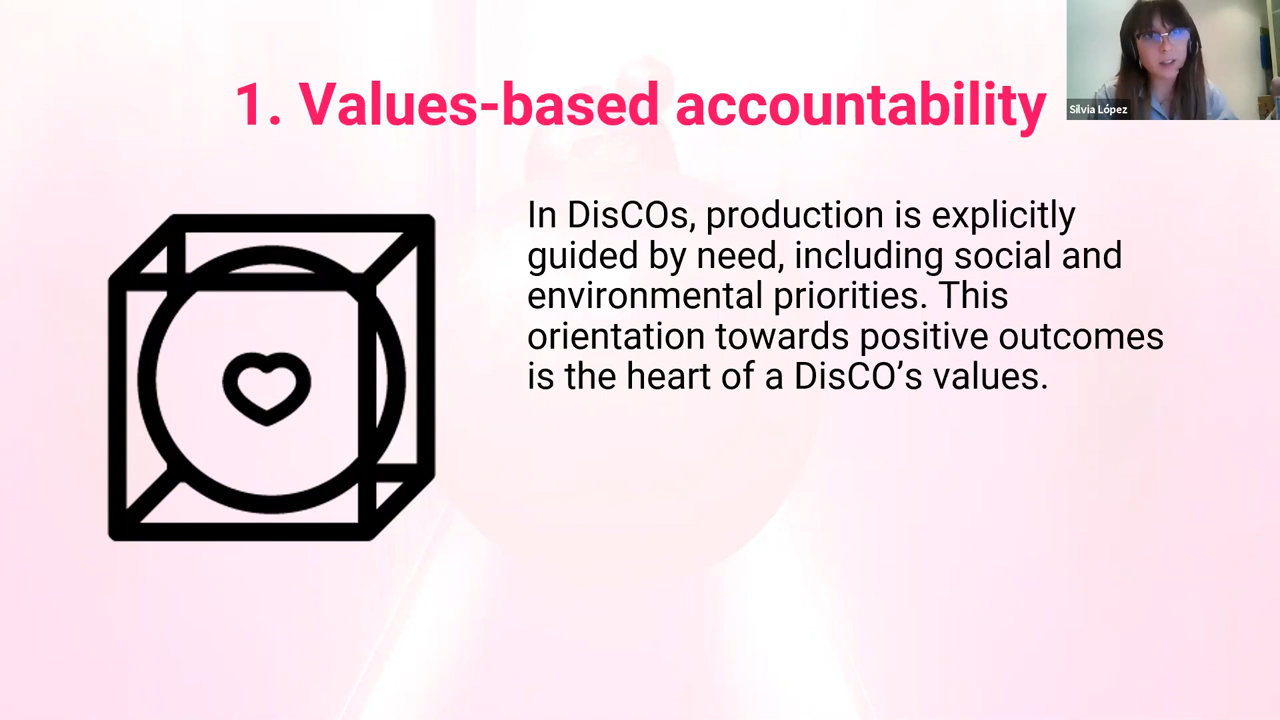 1. Values-based accountability
Silvia López
In DisCOs, production is explicitly
guided by need, including social and
environmental priorities. This
orientation towards positive outcomes
is the heart of a DisCO’s values.